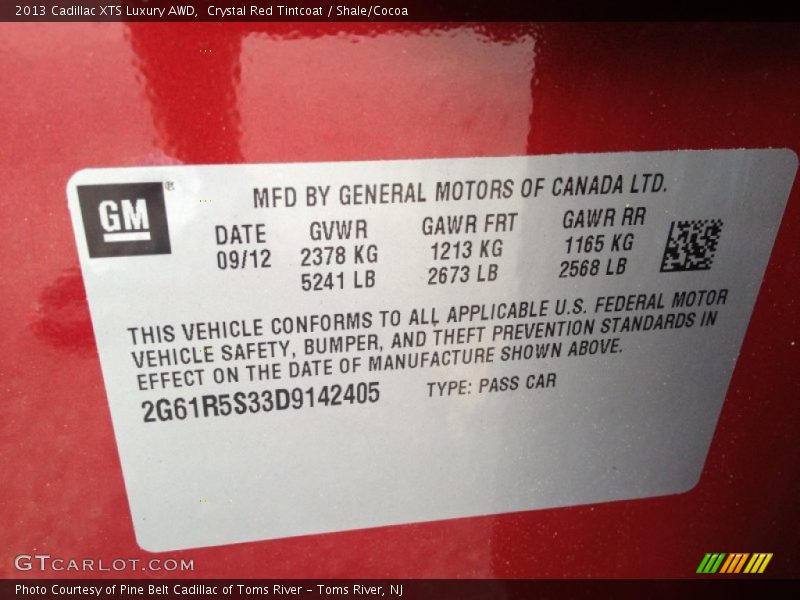 2013 Cadillac XTS Luxury AWD,  Crystal Red Tintcoat / Shale/Cocoa
GM®
MFD BY GENERAL MOTORS OF CANADA LTD.
DATE GVWR GAWR FRT GAWR RR
09/12 2378 KG 1213 KG 1165 KG
5241 LB 2673 LB 2568 LB
THIS VEHICLE CONFORMS TO ALL APPLICABLE U.S. FEDERAL MOTOR
VEHICLE SAFETY, BUMPER, AND THEFT PREVENTION STANDARDS IN
EFFECT ON THE DATE OF MANUFACTURE SHOWN ABOVE.
2G61R5S33D9142405 TYPE: PASS CAR
GTCARLOT.COM
Photo Courtesy of Pine Belt Cadillac of Toms River - Toms River, NJ